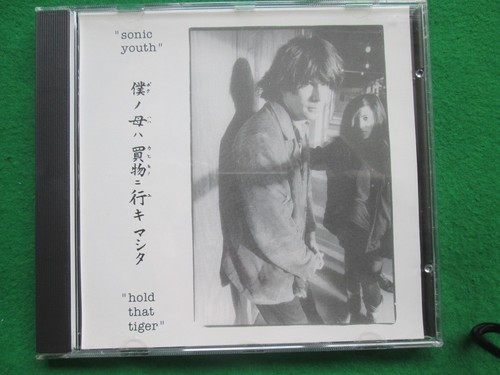 "sonic
youth"
僕ノ母ハ買物ニ行キマシタ
"hold
that
tiger"